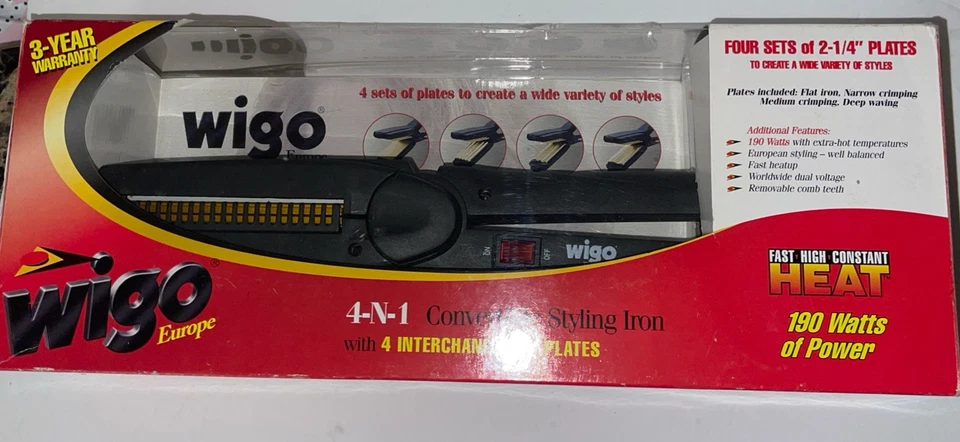 3-YEAR
WARRANTY
wigo®
Europe
4 sets of plates to create a wide variety of styles
ON
OFF
wigo
wigo®
Europe
4-N-1 Styling Iron
with 4 PLATES
FOUR SETS of 2-1/4" PLATES
TO CREATE A WIDE VARIETY OF STYLES
Plates included: Flat iron, Narrow crimping
Medium crimping, Deep waving
Additional Features:
190 Watts with extra-hot temperatures
European styling – well balanced
Fast heatup
Worldwide dual voltage
Removable comb teeth
FAST·HIGH·CONSTANT
HEAT
190 Watts
of Power